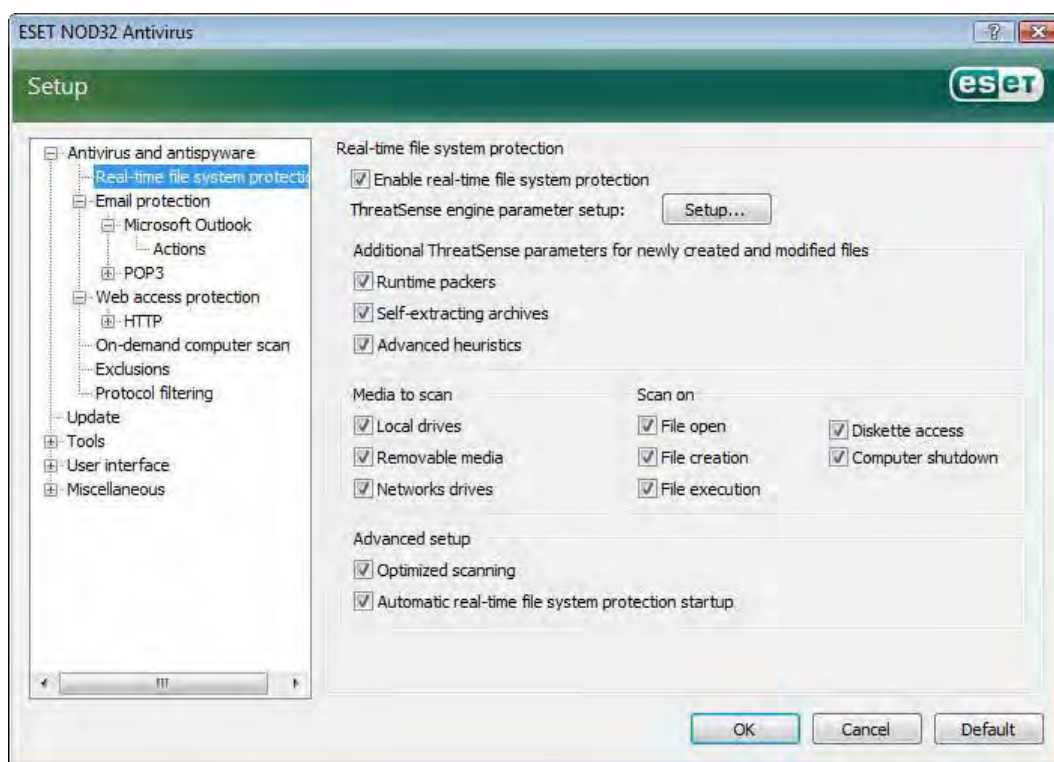 ESET NOD32 Antivirus
Setup
eset
Antivirus and antispyware
Real-time file system protectio
Email protection
Microsoft Outlook
Actions
POP3
Web access protection
HTTP
On-demand computer scan
Exclusions
Protocol filtering
Update
Tools
User interface
Miscellaneous
Real-time file system protection
Enable real-time file system protection
ThreatSense engine parameter setup: Setup...
Additional ThreatSense parameters for newly created and modified files
Runtime packers
Self-extracting archives
Advanced heuristics
Media to scan
Local drives
Removable media
Networks drives
Scan on
File open
File creation
File execution
Diskette access
Computer shutdown
Advanced setup
Optimized scanning
Automatic real-time file system protection startup
OK Cancel Default